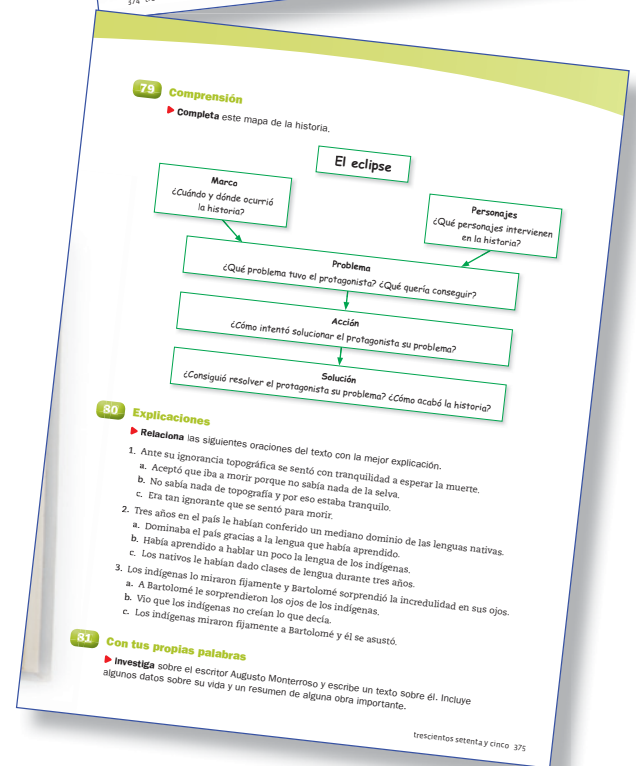 374
79 Comprensión
Completa este mapa de la historia.
El eclipse
Marco
¿Cuándo y dónde ocurrió
la historia?
Personajes
¿Qué personajes intervienen
en la historia?
Problema
¿Qué problema tuvo el protagonista? ¿Qué quería conseguir?
Acción
¿Cómo intentó solucionar el protagonista su problema?
Solución
¿Consiguió resolver el protagonista su problema? ¿Cómo acabó la historia?
80 Explicaciones
Relaciona las siguientes oraciones del texto con la mejor explicación.
1. Ante su ignorancia topográfica se sentó con tranquilidad a esperar la muerte.
a. Aceptó que iba a morir porque no sabía nada de la selva.
b. No sabía nada de topografía y por eso estaba tranquilo.
c. Era tan ignorante que se sentó para morir.
2. Tres años en el país le habían conferido un mediano dominio de las lenguas nativas.
a. Dominaba el país gracias a la lengua que había aprendido.
b. Había aprendido a hablar un poco la lengua de los indígenas.
c. Los nativos le habían dado clases de lengua durante tres años.
3. Los indígenas lo miraron fijamente y Bartolomé sorprendió la incredulidad en sus ojos.
a. A Bartolomé le sorprendieron los ojos de los indígenas.
b. Vio que los indígenas no creían lo que decía.
c. Los indígenas miraron fijamente a Bartolomé y él se asustó.
81 Con tus propias palabras
Investiga sobre el escritor Augusto Monterroso y escribe un texto sobre él. Incluye
algunos datos sobre su vida y un resumen de alguna obra importante.
trescientos setenta y cinco 375